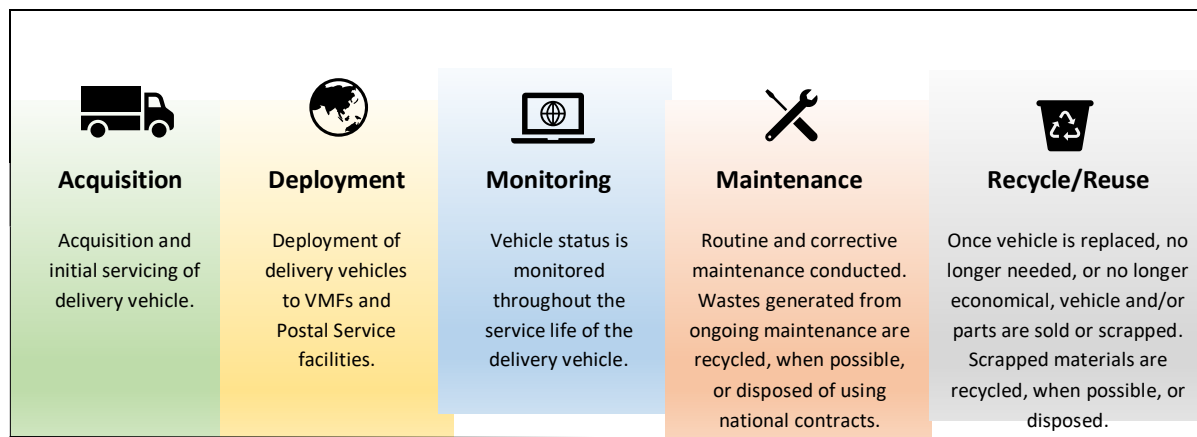 Acquisition
Acquisition and
initial servicing of
delivery vehicle.
Deployment
Deployment of
delivery vehicles
to VMFs and
Postal Service
facilities.
Monitoring
Vehicle status is
monitored
throughout the
service life of the
delivery vehicle.
Maintenance
Routine and corrective
maintenance conducted.
Wastes generated from
ongoing maintenance are
recycled, when possible,
or disposed of using
national contracts.
Recycle/Reuse
Once vehicle is replaced, no
longer needed, or no longer
economical, vehicle and/or
parts are sold or scrapped.
Scrapped materials are
recycled, when possible, or
disposed.